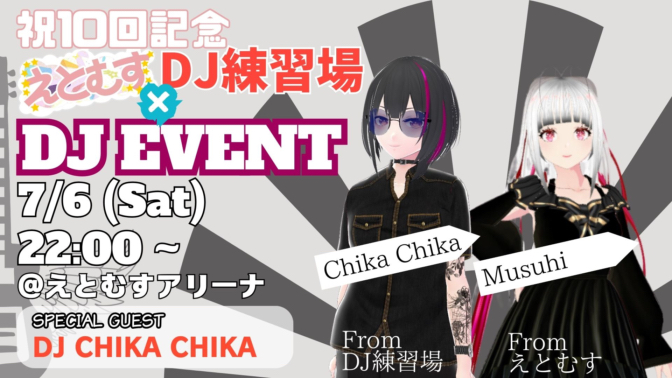 祝10回記念
えとむす
×
DJ練習場
DJ EVENT
7/6 (Sat)
22:00 ~
@えとむすアリーナ
SPECIAL GUEST
DJ CHIKA CHIKA
Chika Chika
From
DJ練習場
Musuhi
From
えとむす